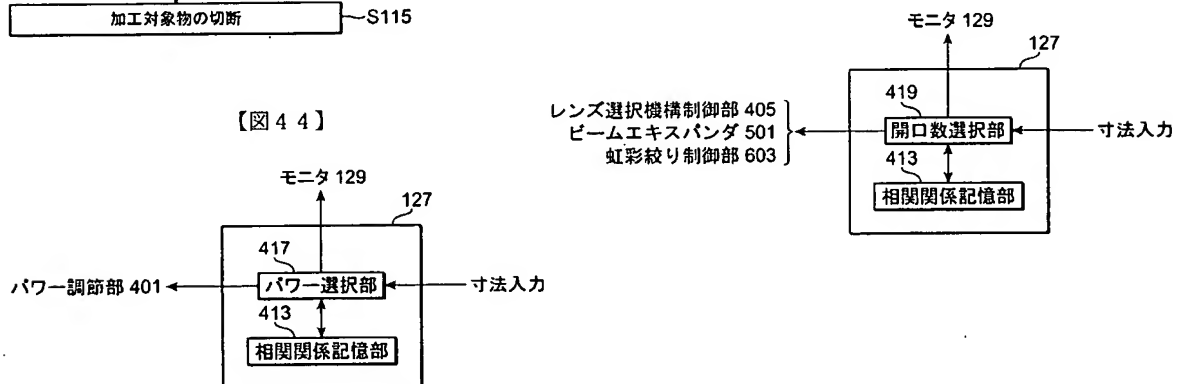 加工対象物の切断
S115
【図44】
モニタ 129
127
417
パワー調節部 401
パワー選択部
寸法入力
413
相関関係記憶部
モニタ 129
127
419
レンズ選択機構制御部 405
ビームエキスパンダ 501
虹彩絞り制御部 603
開口数選択部
寸法入力
413
相関関係記憶部